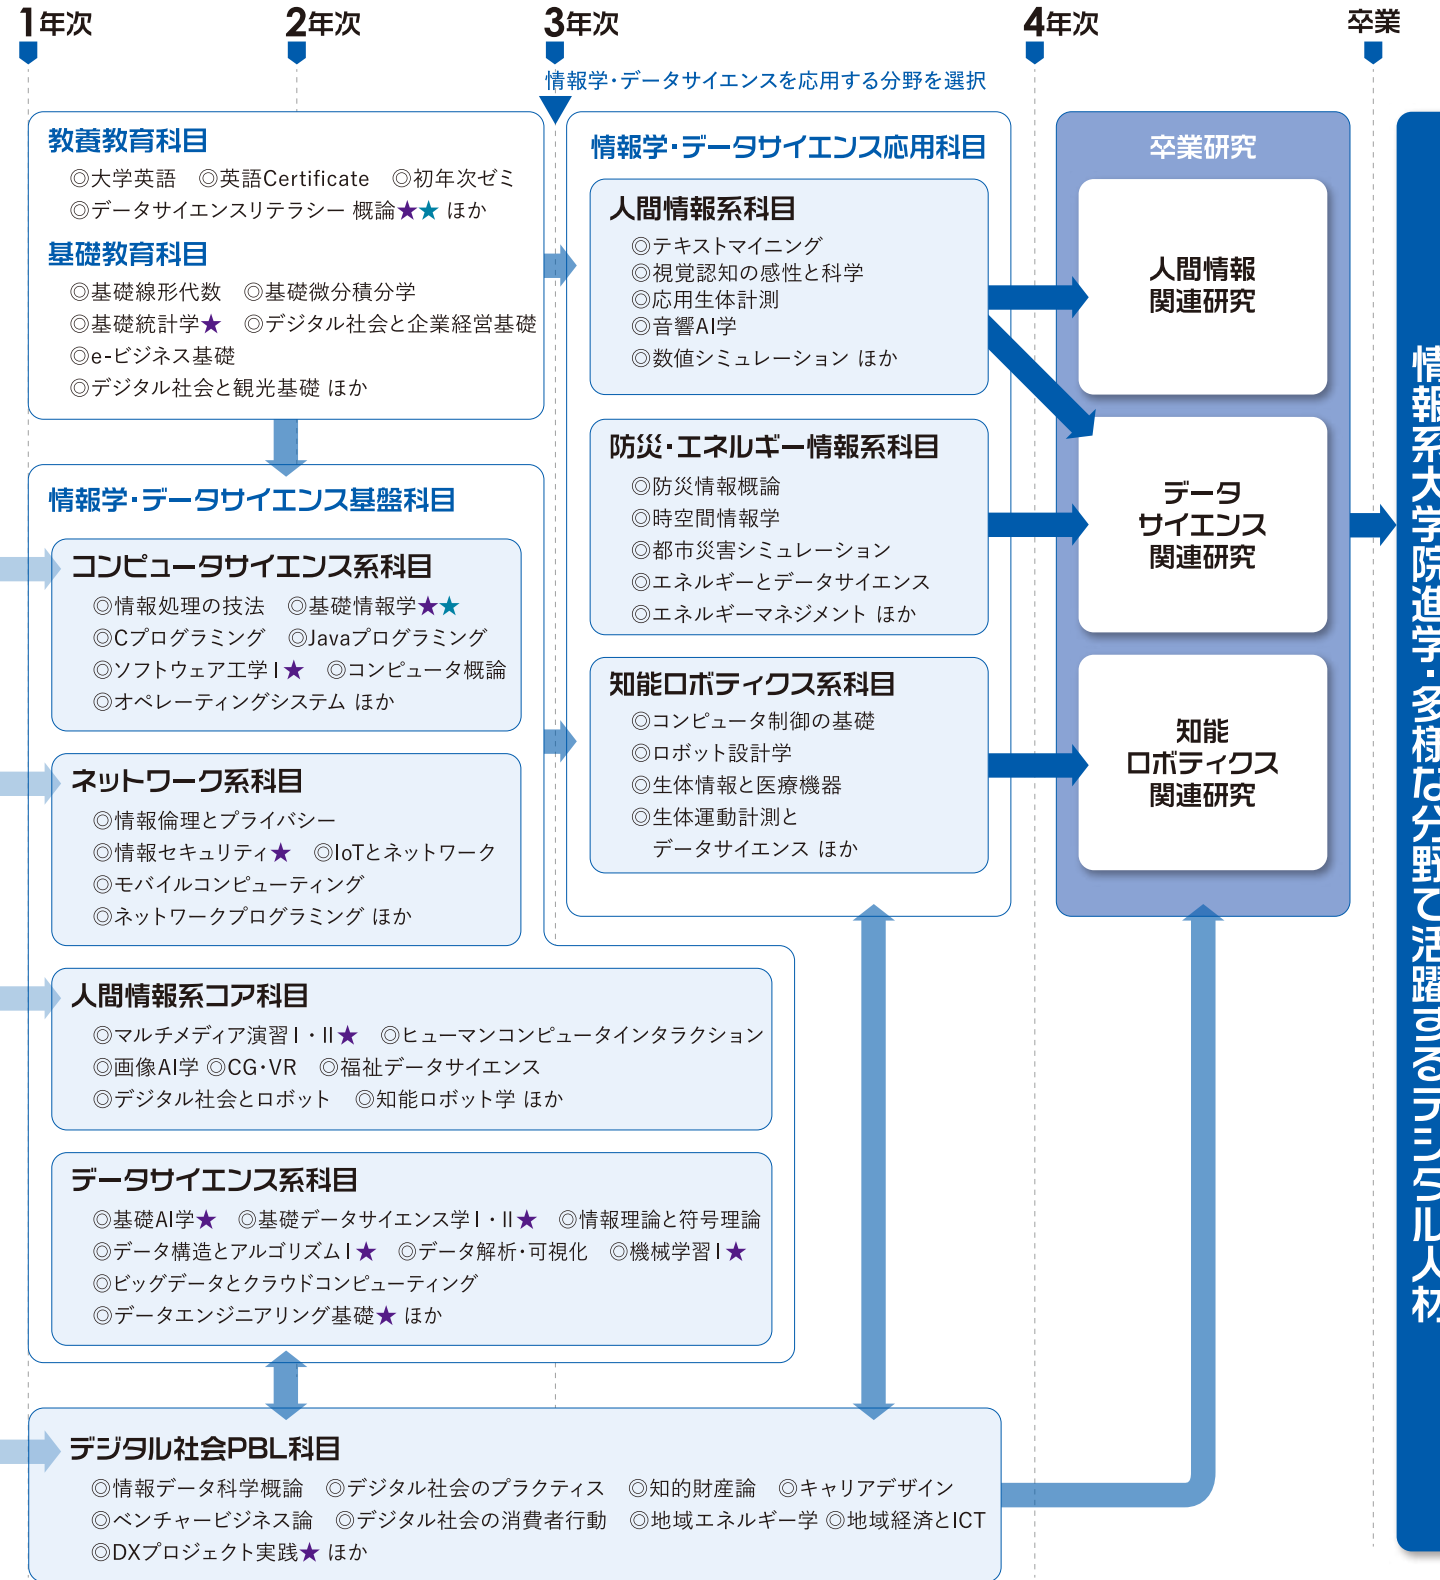 1年次
2年次
3年次
4年次
卒業
情報学・データサイエンスを応用する分野を選択
教養教育科目
◎大学英語 ◎英語Certificate ◎初年次ゼミ
◎データサイエンスリテラシー 概論★★ ほか
基礎教育科目
◎基礎線形代数 ◎基礎微分積分学
◎基礎統計学★ ◎デジタル社会と企業経営基礎
◎e-ビジネス基礎
◎デジタル社会と観光基礎 ほか
情報学・データサイエンス基盤科目
コンピュータサイエンス系科目
◎情報処理の技法 ◎基礎情報学★★
◎Cプログラミング ◎Javaプログラミング
◎ソフトウェア工学Ⅰ★ ◎コンピュータ概論
◎オペレーティングシステム ほか
ネットワーク系科目
◎情報倫理とプライバシー
◎情報セキュリティ★ ◎IoTとネットワーク
◎モバイルコンピューティング
◎ネットワークプログラミング ほか
人間情報系コア科目
◎マルチメディア演習Ⅰ・Ⅱ★ ◎ヒューマンコンピュータインタラクション
◎画像AI学 ◎CG・VR ◎福祉データサイエンス
◎デジタル社会とロボット ◎知能ロボット学 ほか
データサイエンス系科目
◎基礎AI学★ ◎基礎データサイエンス学Ⅰ・Ⅱ★ ◎情報理論と符号理論
◎データ構造とアルゴリズムⅠ★ ◎データ解析・可視化 ◎機械学習Ⅰ★
◎ビッグデータとクラウドコンピューティング
◎データエンジニアリング基礎★ ほか
情報学・データサイエンス応用科目
人間情報系科目
◎テキストマイニング
◎視覚認知の感性と科学
◎応用生体計測
◎音響AI学
◎数値シミュレーション ほか
防災・エネルギー情報系科目
◎防災情報概論
◎時空間情報学
◎都市災害シミュレーション
◎エネルギーとデータサイエンス
◎エネルギーマネジメント ほか
知能ロボティクス系科目
◎コンピュータ制御の基礎
◎ロボット設計学
◎生体情報と医療機器
◎生体運動計測と
データサイエンス ほか
卒業研究
人間情報
関連研究
データ
サイエンス
関連研究
知能
ロボティクス
関連研究
デジタル社会PBL科目
◎情報データ科学概論 ◎デジタル社会のプラクティス ◎知的財産論 ◎キャリアデザイン
◎ベンチャービジネス論 ◎デジタル社会の消費者行動 ◎地域エネルギー学 ◎地域経済とICT
◎DXプロジェクト実践★ ほか
情報系大学院進学・多様な分野で活躍するデジタル人材